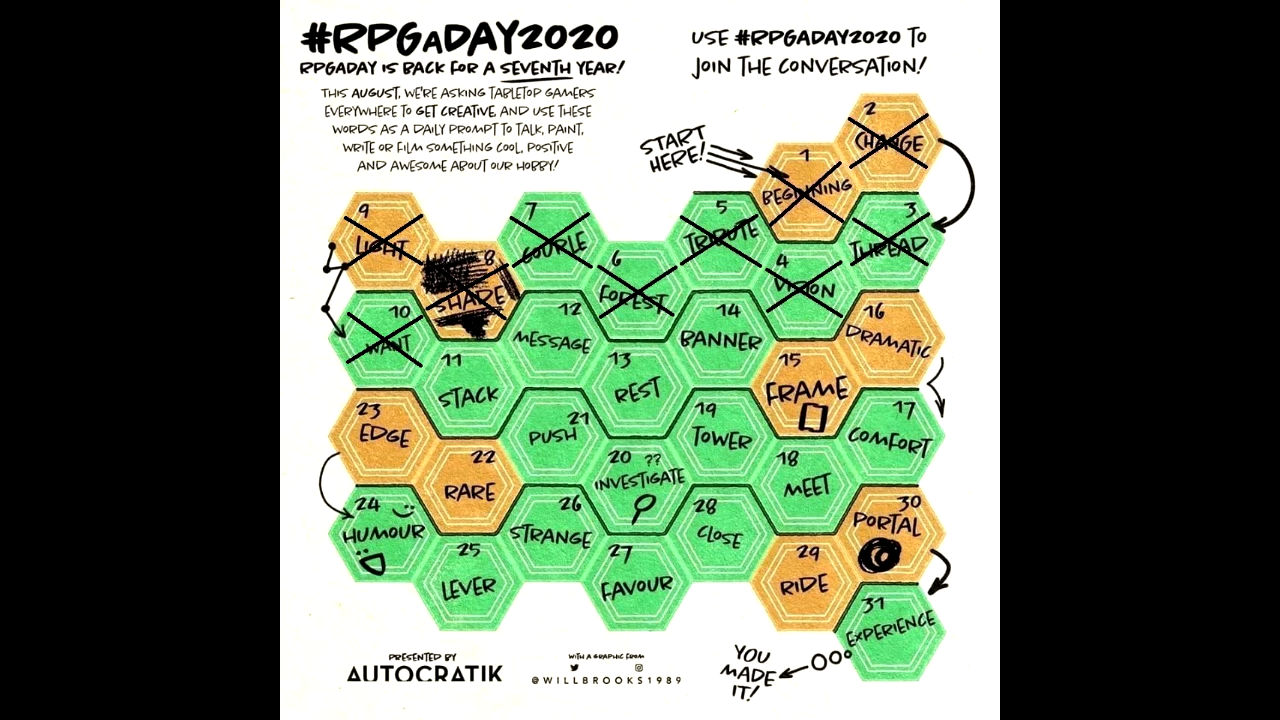 #RPGaDAY2020
RPGADAY IS BACK FOR A SEVENTH YEAR!
THIS AUGUST, WE'RE ASKING TABLETOP GAMERS
EVERYWHERE TO GET CREATIVE, AND USE THESE
WORDS AS A DAILY PROMPT TO TALK, PAINT,
WRITE OR FILM SOMETHING COOL, POSITIVE
AND AWESOME ABOUT OUR HOBBY!
USE #RPGADAY2020 TO
JOIN THE CONVERSATION!
START
HERE!
1
BEGINNING
2
CHANGE
3
THREAD
4
VISION
5
TRIBUTE
6
FOREST
7
COUPLE
8
SHADE
9
LIGHT
10
WANT
11
STACK
12
MESSAGE
13
REST
14
BANNER
15
FRAME
16
DRAMATIC
17
COMFORT
18
MEET
19
TOWER
20
??
INVESTIGATE
21
PUSH
22
RARE
23
EDGE
24
HUMOUR
25
LEVER
26
STRANGE
27
FAVOUR
28
CLOSE
29
RIDE
30
PORTAL
31
EXPERIENCE
YOU
MADE
IT!
PRESENTED BY
AUTOCRATIK
WITH A GRAPHIC FROM
@WILLBROOKS1989